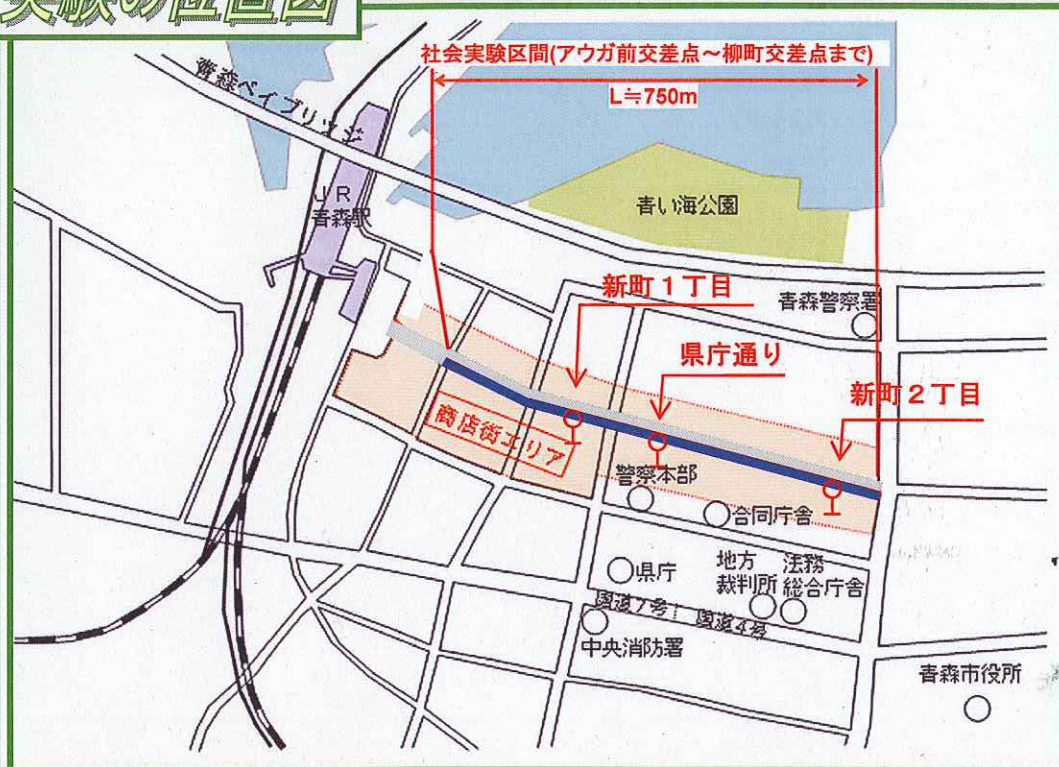 実験の位置図
社会実験区間(アウガ前交差点～柳町交差点まで)
L≒750m
青森ベイブリッジ
JR
青森駅
青い海公園
新町1丁目
青森警察署
県庁通り
新町2丁目
商店街エリア
警察本部
合同庁舎
県庁
地方
裁判所
法務
総合庁舎
国道7号
国道4号
中央消防署
青森市役所